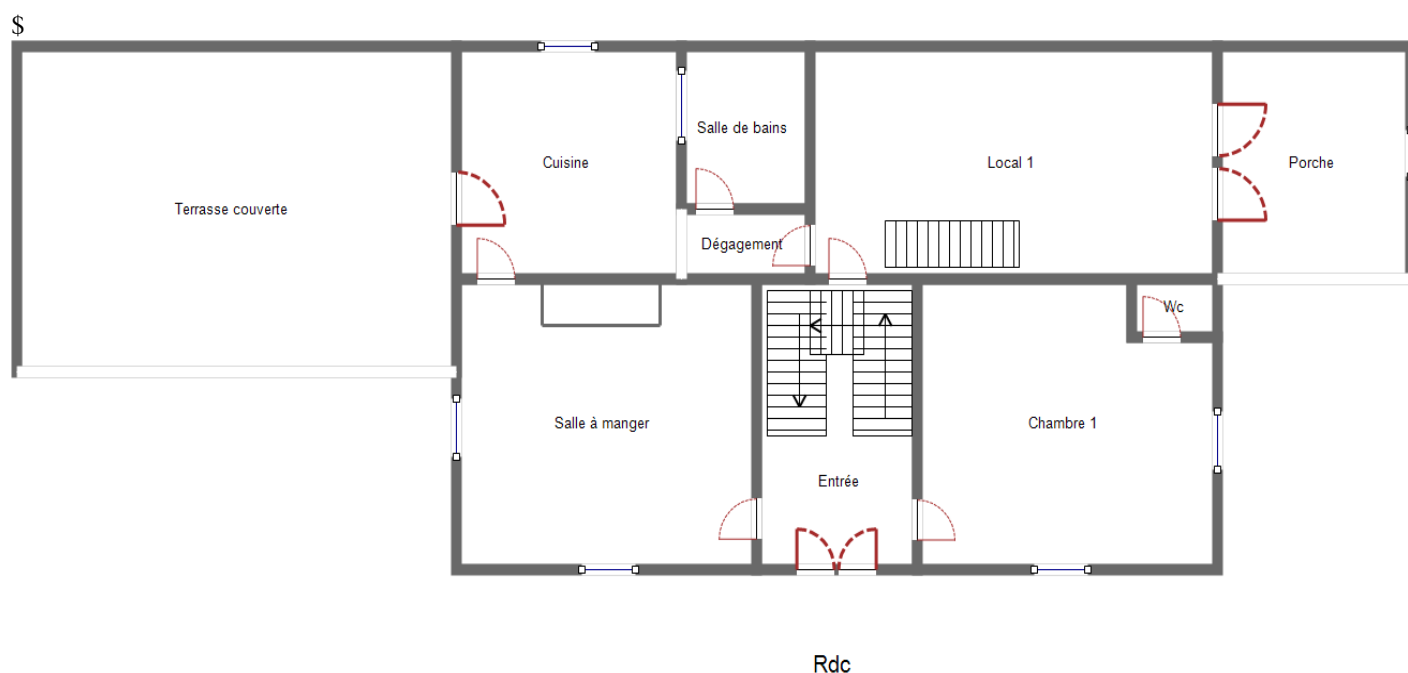 $
Salle de bains
Cuisine
Local 1
Porche
Terrasse couverte
Dégagement
Wc
Salle à manger
Chambre 1
Entrée
Rdc